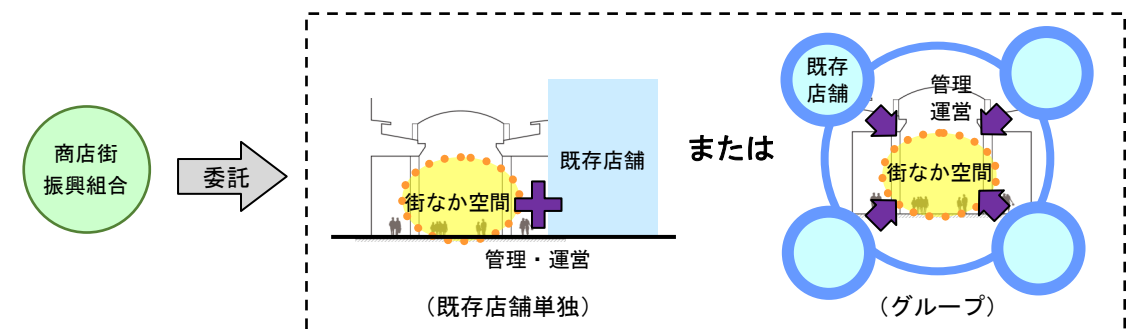 商店街
振興組合
委託
街なか空間
既存店舗
管理・運営
（既存店舗単独）
または
既存
店舗
管理
運営
街なか空間
（グループ）